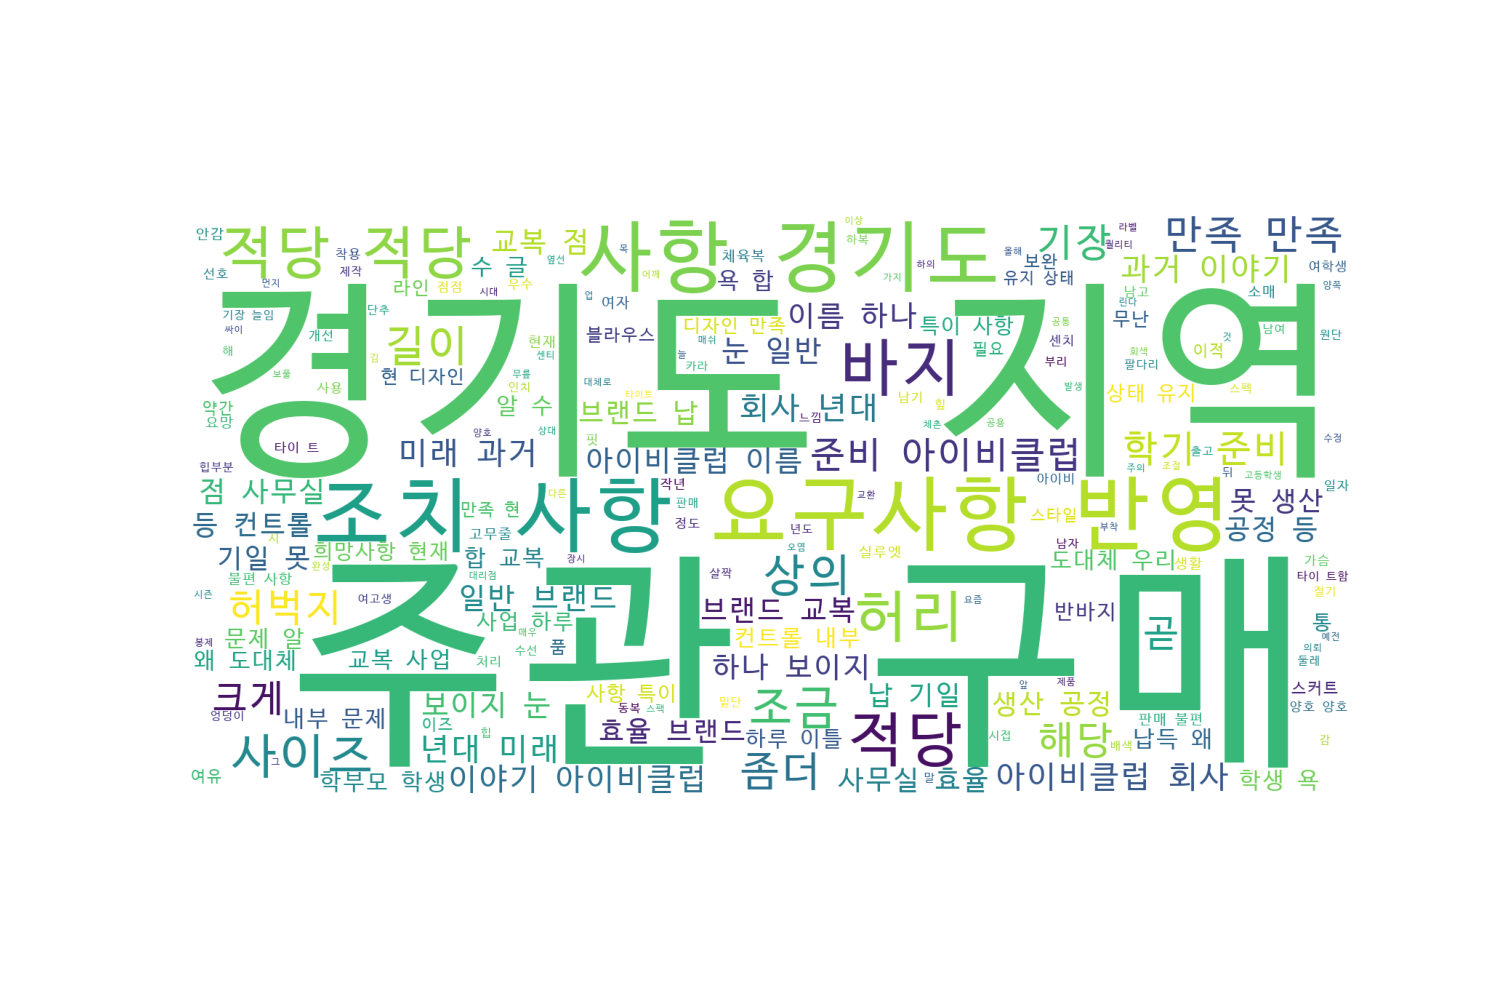 안감
적당 적당
교복 점
사항 경기도
기장
만족 만족
이상
하복
라벨
퀄리티
착용
제작
선호
먼지
수 글
옆선
목
어깨
체육복
욕 합
가지
하의
올해
보완
유지 상태
과거 이야기
여학생
양쪽
라인
점점
우수
시대
단추
업
여자
이름 하나
특이 사항
남고
린다
무난
소매
남여
원단
기장 늘임
싸이
해
개선
길이
현재
센티
블라우스
디자인 만족
매쉬
공통
센치
필요
부리
회색
팔다리
것
이적
경기도 지역
보풀
현 디자인
김
사용
무릎
인치
대체로
늘
카라
눈 일반
바지
발생
상태 유지
스팩
약간
요망
알 수
브랜드 납
타이트
회사 년대
느낌
남기
힘
체촌
공용
타이 트
양호
상대
핏
미래 과거
아이비클럽 이름
준비 아이비클럽
학기 준비
출고
수정
힙부분
주의
조절
뒤
고등학생
아이비
일자
점 사무실
조치 사항
작년
다른
판매
정도
교환
요구사항 반영
못 생산
만족 현
고무줄
년도
오염
스타일
부착
등 컨트롤
시
공정 등
기일 못
희망사항 현재
완성
합 교복
대리점
장시
남자
실루엣
도대체 우리
생활
가슴
타이 트함
절기
불편 사항
살짝
상의
시즌
허벅지
여고생
일반 브랜드
브랜드 교복
허리
요즘
반바지
곧
통
예전
주관 구매
사업 하루
매우
봉제
문제 알
수선
품
컨트롤 내부
의뢰
둘레
왜 도대체
교복 사업
처리
하나 보이지
크게
사항 특이
말단
납 기일
앞
제품
생산 공정
스커트
엉덩이
내부 문제
보이지 눈
동복
스팩
조금
양호 양호
이즈
힙
효율 브랜드
하루 이틀
적당
시접
해당
배색
판매 불편
납득 왜
감
사이즈
그
년대 미래
좀더
여유
학부모 학생
이야기 아이비클럽
사무실
말
효율
아이비클럽 회사
학생 욕